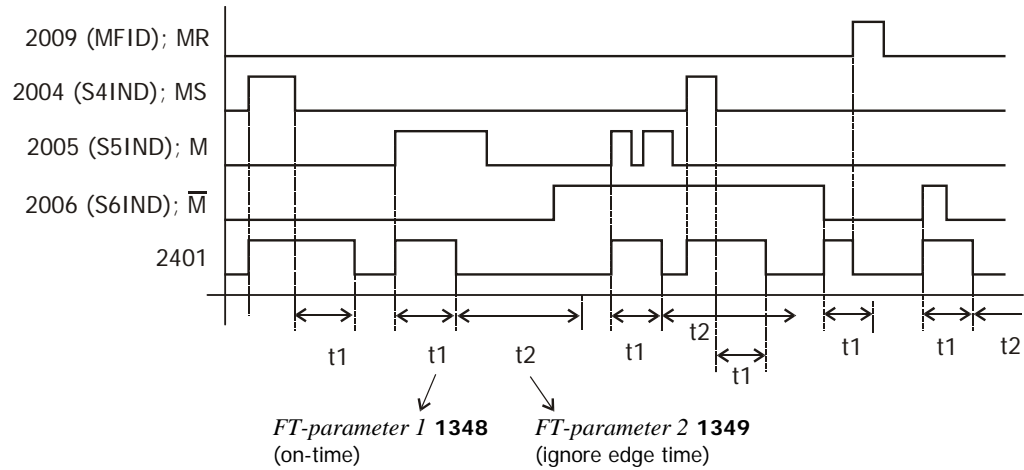 2009 (MFID); MR
2004 (S4IND); MS
2005 (S5IND); M
2006 (S6IND); M̅
2401
t1
t1
t2
t1
t2
t1
t1
t1
t2
FT-parameter 1 1348
(on-time)
FT-parameter 2 1349
(ignore edge time)